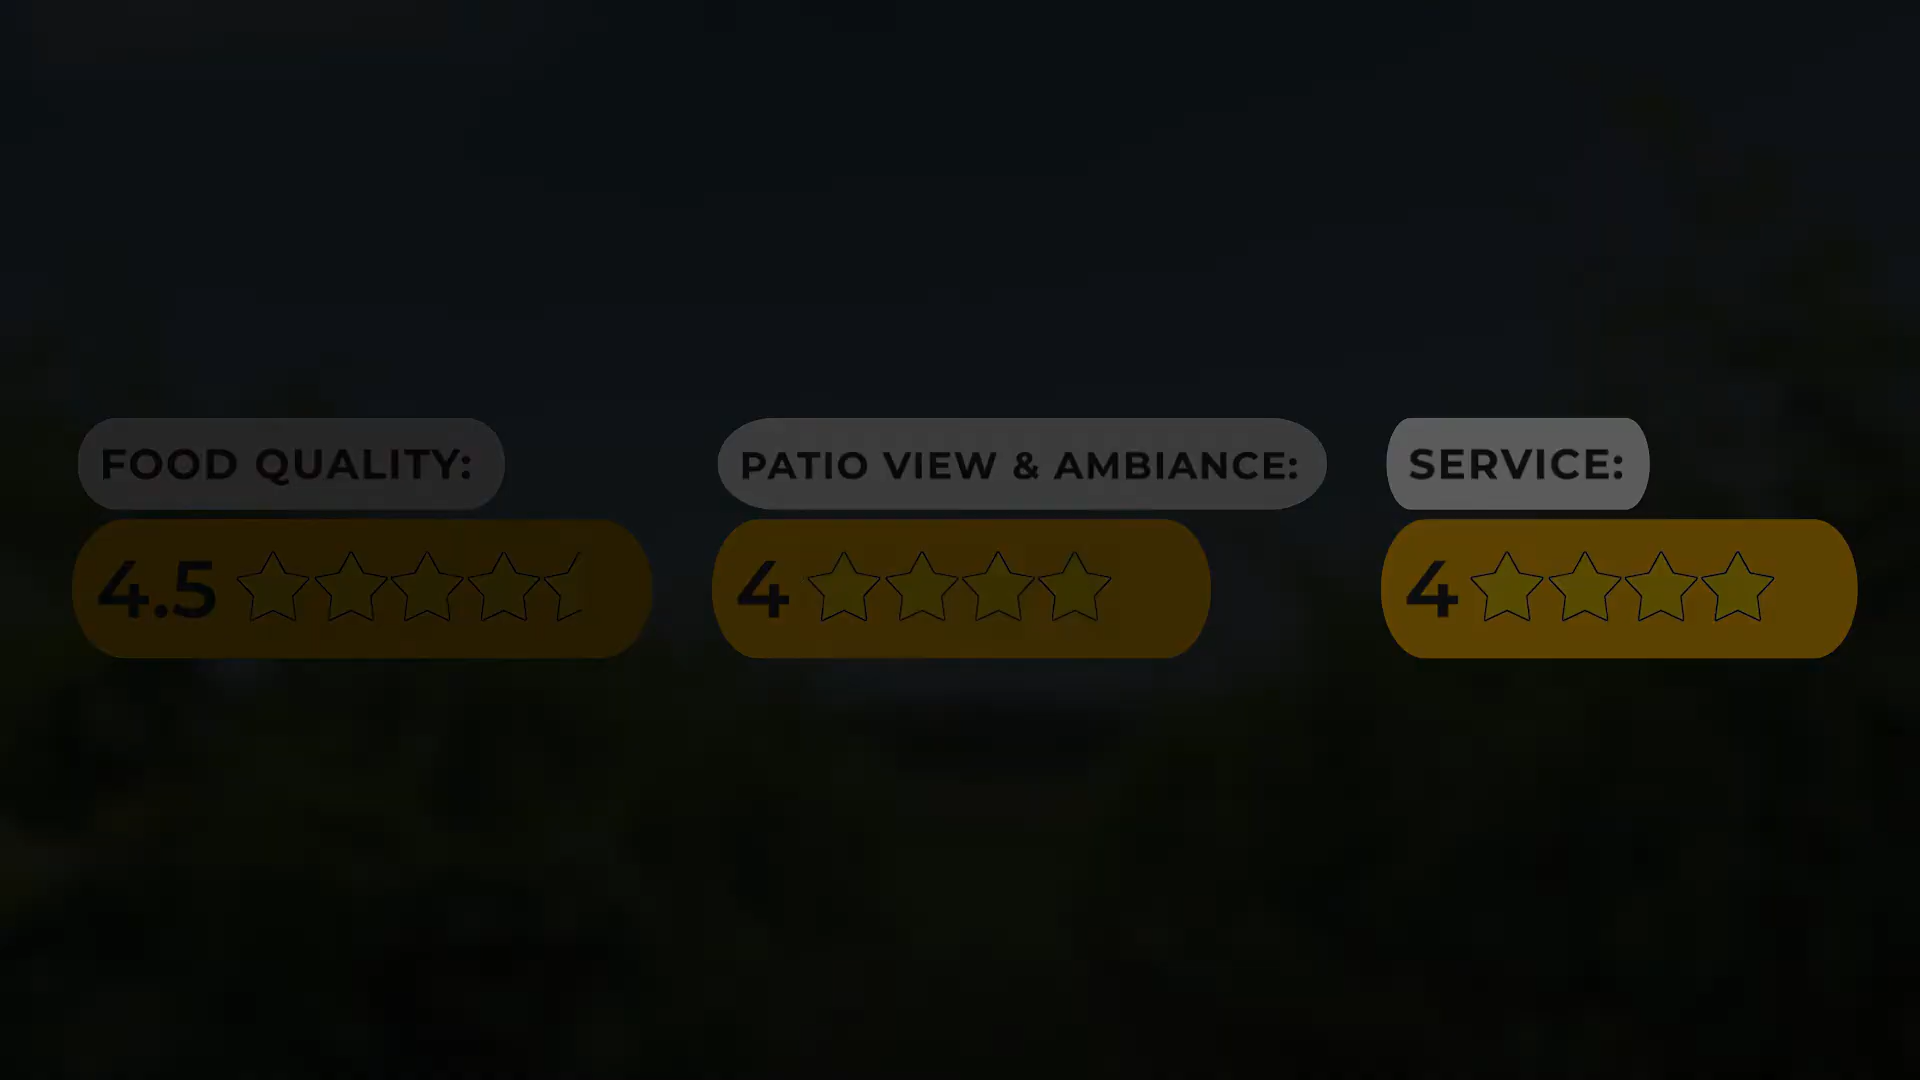 FOOD QUALITY:
4.5
PATIO VIEW & AMBIANCE:
4
SERVICE:
4